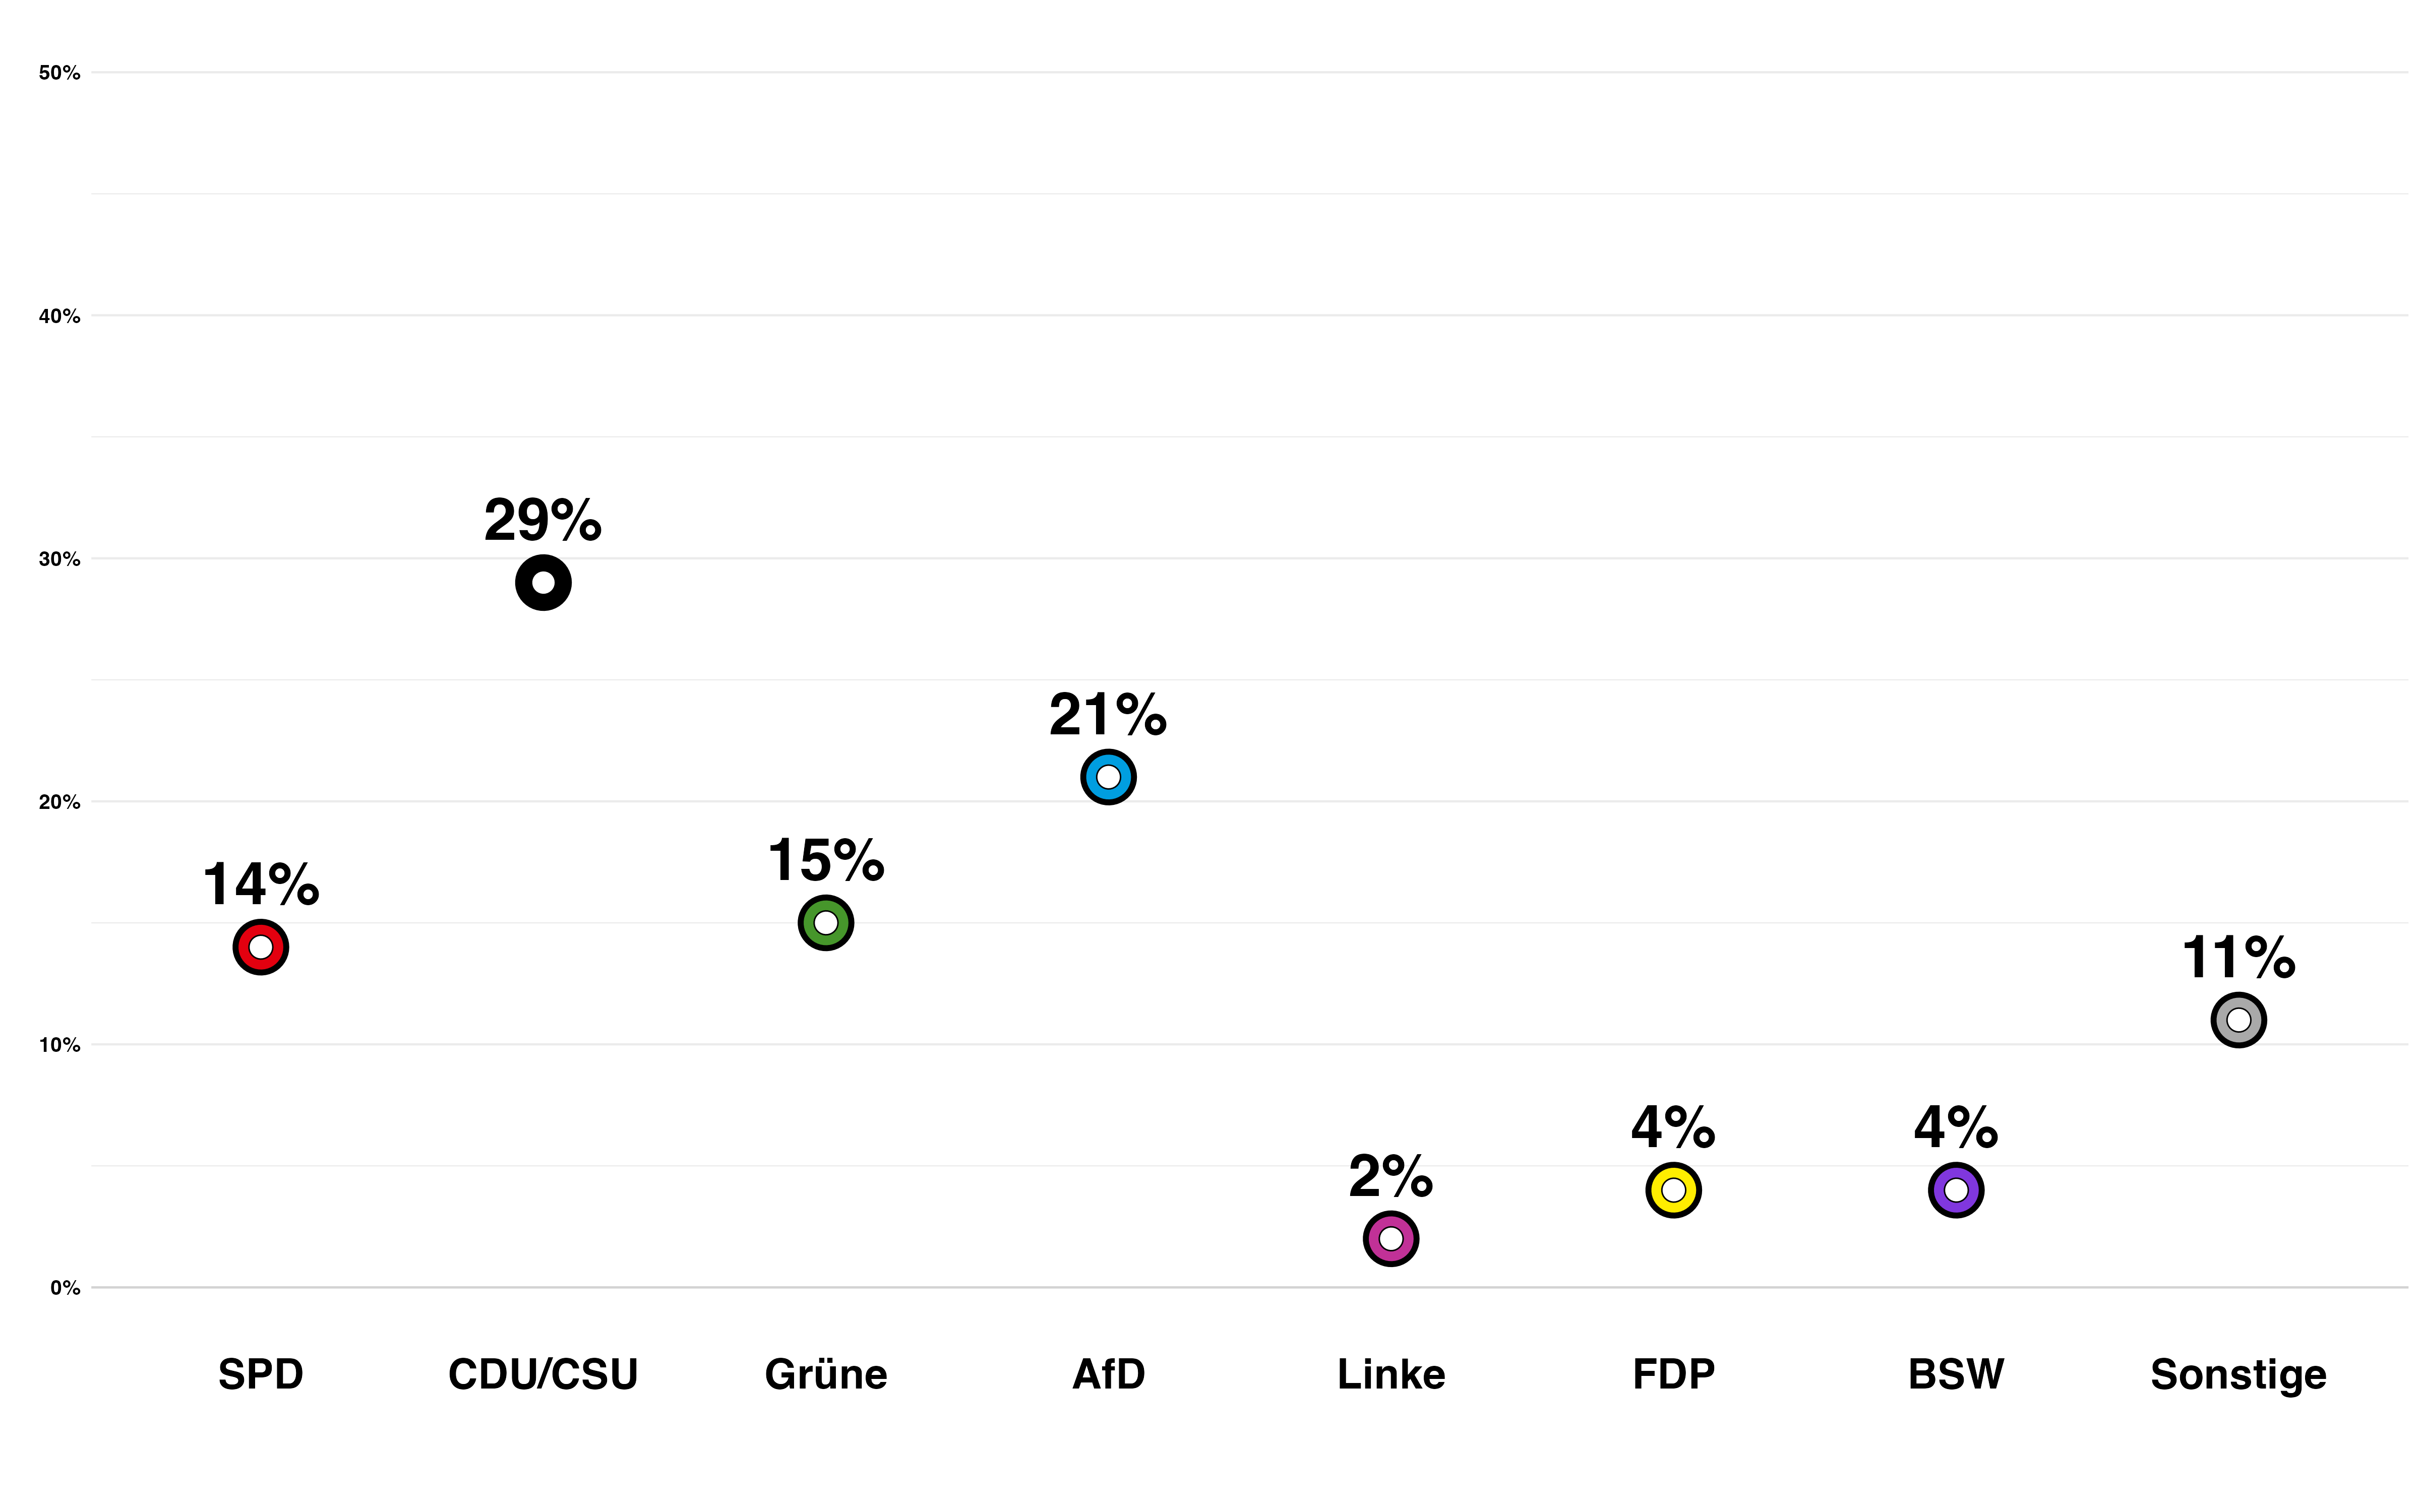 50%
40%
30%
20%
10%
0%
14%
29%
15%
21%
2%
4%
4%
11%
SPD
CDU/CSU
Grüne
AfD
Linke
FDP
BSW
Sonstige